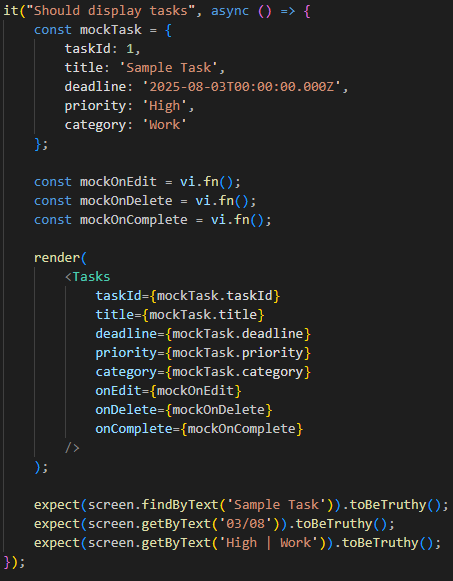 it("Should display tasks", async () => {
    const mockTask = {
        taskId: 1,
        title: 'Sample Task',
        deadline: '2025-08-03T00:00:00.000Z',
        priority: 'High',
        category: 'Work'
    };

    const mockOnEdit = vi.fn();
    const mockOnDelete = vi.fn();
    const mockOnComplete = vi.fn();

    render(
        <Tasks
            taskId={mockTask.taskId}
            title={mockTask.title}
            deadline={mockTask.deadline}
            priority={mockTask.priority}
            category={mockTask.category}
            onEdit={mockOnEdit}
            onDelete={mockOnDelete}
            onComplete={mockOnComplete}
        />
    );

    expect(screen.findByText('Sample Task')).toBeTruthy();
    expect(screen.getByText('03/08')).toBeTruthy();
    expect(screen.getByText('High | Work')).toBeTruthy();
});